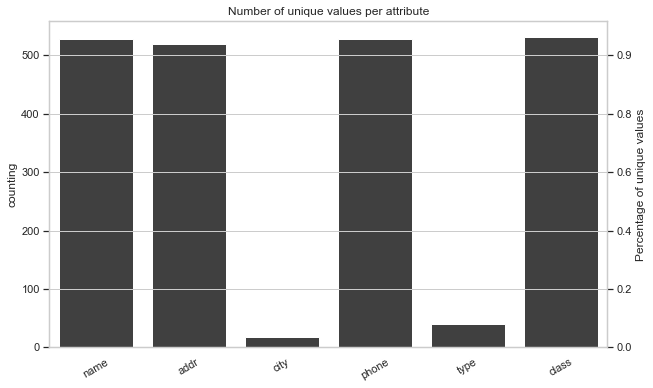 Number of unique values per attribute
500
400
300
200
100
0
counting
0.9
0.8
0.6
0.4
0.2
0.0
Percentage of unique values
name
addr
city
phone
type
class